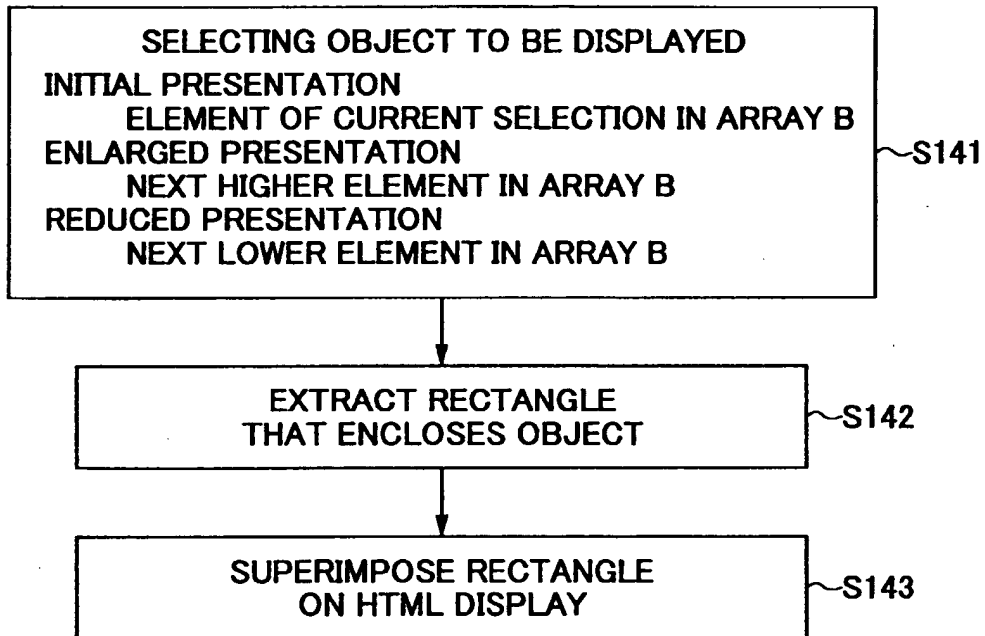 SELECTING OBJECT TO BE DISPLAYED
INITIAL PRESENTATION
ELEMENT OF CURRENT SELECTION IN ARRAY B
ENLARGED PRESENTATION
NEXT HIGHER ELEMENT IN ARRAY B
REDUCED PRESENTATION
NEXT LOWER ELEMENT IN ARRAY B
S141
EXTRACT RECTANGLE
THAT ENCLOSES OBJECT
S142
SUPERIMPOSE RECTANGLE
ON HTML DISPLAY
S143